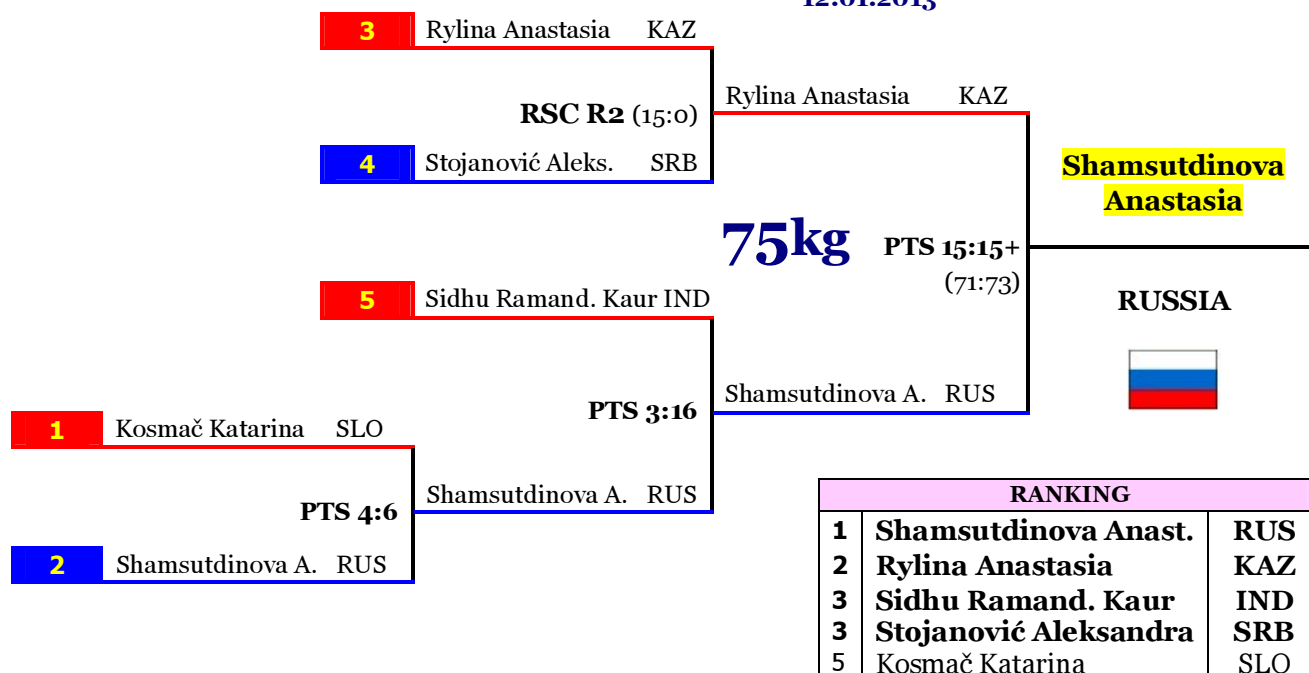 12.01.2013
3 Rylina Anastasia KAZ
RSC R2 (15:0)
4 Stojanović Aleks. SRB
Rylina Anastasia KAZ
75kg
PTS 15:15+
(71:73)
5 Sidhu Ramand. Kaur IND
PTS 3:16
Shamsutdinova A. RUS
1 Kosmač Katarina SLO
PTS 4:6
2 Shamsutdinova A. RUS
Shamsutdinova A. RUS
Shamsutdinova
Anastasia
RUSSIA
RANKING
1 Shamsutdinova Anast. RUS
2 Rylina Anastasia KAZ
3 Sidhu Ramand. Kaur IND
3 Stojanović Aleksandra SRB
5 Kosmač Katarina SLO